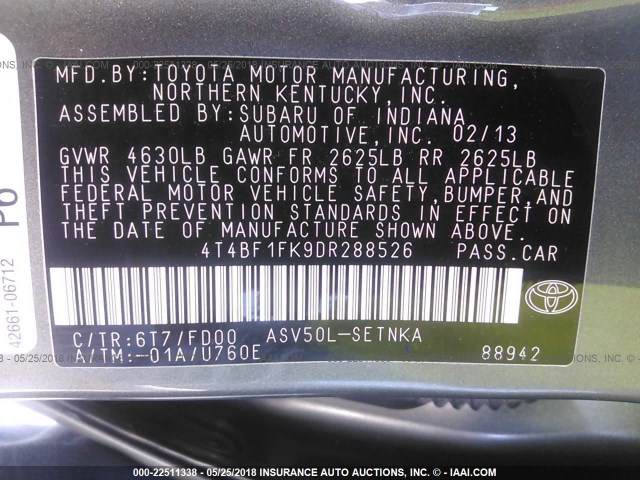 MFD.BY:TOYOTA MOTOR MANUFACTURING,
NORTHERN KENTUCKY,INC.
ASSEMBLED BY:SUBARU OF INDIANA
AUTOMOTIVE,INC. 02/13
GVWR 4630LB GAWR FR 2625LB RR 2625LB
THIS VEHICLE CONFORMS TO ALL APPLICABLE
FEDERAL MOTOR VEHICLE SAFETY,BUMPER,AND
THEFT PREVENTION STANDARDS IN EFFECT ON
THE DATE OF MANUFACTURE SHOWN ABOVE.
4T4BF1FK9DR288526 PASS.CAR
C/TR:6T7/FD00 ASV50L-SETNKA
A/TM:-01A/U760E 88942
42661-06712
PO
000-22511338 - 05/25/2018 INSURANCE AUTO AUCTIONS, INC. - © - IAAI.COM